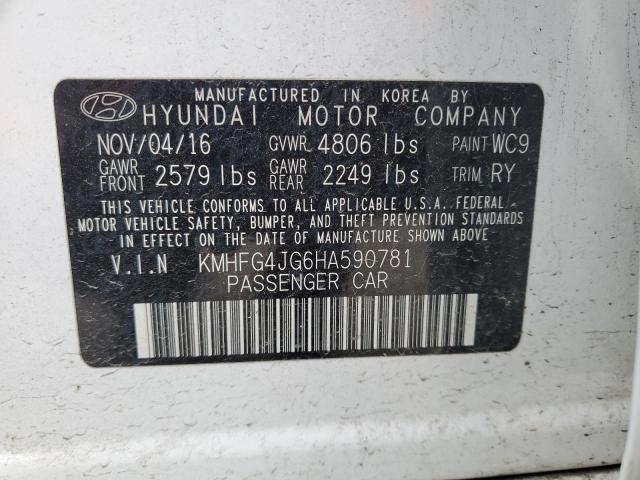 MANUFACTURED IN KOREA BY
HYUNDAI MOTOR COMPANY
NOV/04/16 GVWR 4806 lbs PAINT WC9
GAWR FRONT 2579 lbs GAWR REAR 2249 lbs TRIM RY
THIS VEHICLE CONFORMS TO ALL APPLICABLE U.S.A. FEDERAL
MOTOR VEHICLE SAFETY, BUMPER, AND THEFT PREVENTION STANDARDS
IN EFFECT ON THE DATE OF MANUFACTURE SHOWN ABOVE
V.I.N KMHFG4JG6HA590781
PASSENGER CAR